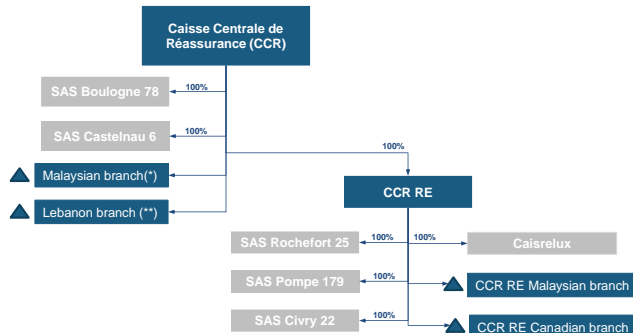 Caisse Centrale de
Réassurance (CCR)
100%
SAS Boulogne 78
100%
SAS Castelnau 6
Malaysian branch(*)
Lebanon branch (**)
100%
CCR RE
SAS Rochefort 25
100%
100%
Caisrelux
SAS Pompe 179
100%
CCR RE Malaysian branch
SAS Civry 22
100%
CCR RE Canadian branch